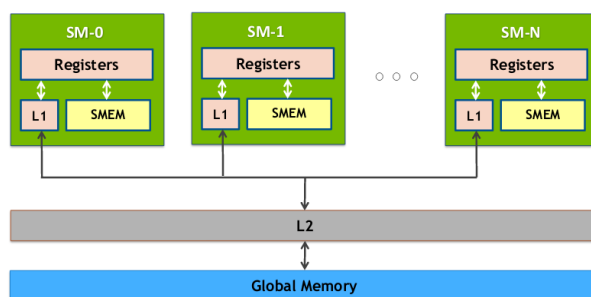 SM-0
SM-1
SM-N
Registers
Registers
Registers
L1
SMEM
L1
SMEM
L1
SMEM
L2
Global Memory